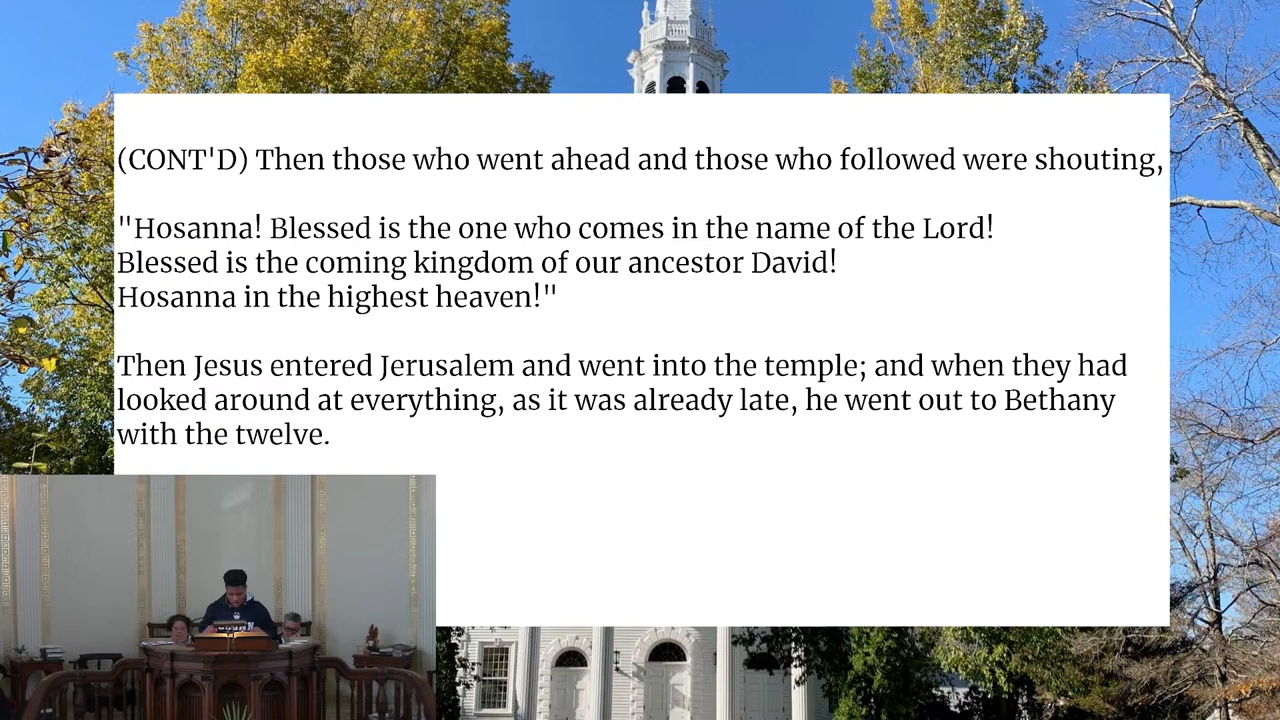 (CONT'D) Then those who went ahead and those who followed were shouting,
"Hosanna! Blessed is the one who comes in the name of the Lord!
Blessed is the coming kingdom of our ancestor David!
Hosanna in the highest heaven!"
Then Jesus entered Jerusalem and went into the temple; and when they had
looked around at everything, as it was already late, he went out to Bethany
with the twelve.